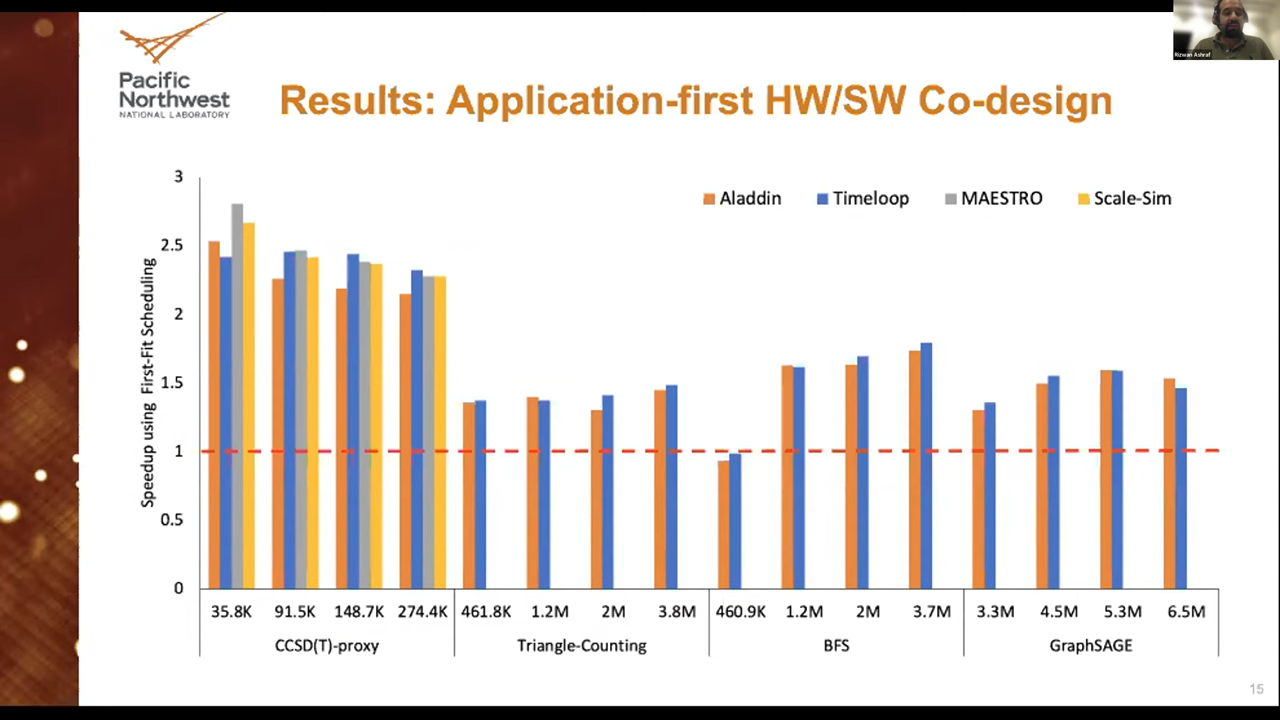 Rizwan Ashraf
Pacific
Northwest
NATIONAL LABORATORY
Results: Application-first HW/SW Co-design
Aladdin Timeloop MAESTRO Scale-Sim
Speedup using First-Fit Scheduling
3
2.5
2
1.5
1
0.5
0
35.8K 91.5K 148.7K 274.4K 461.8K 1.2M 2M 3.8M 460.9K 1.2M 2M 3.7M 3.3M 4.5M 5.3M 6.5M
CCSD(T)-proxy Triangle-Counting BFS GraphSAGE
15